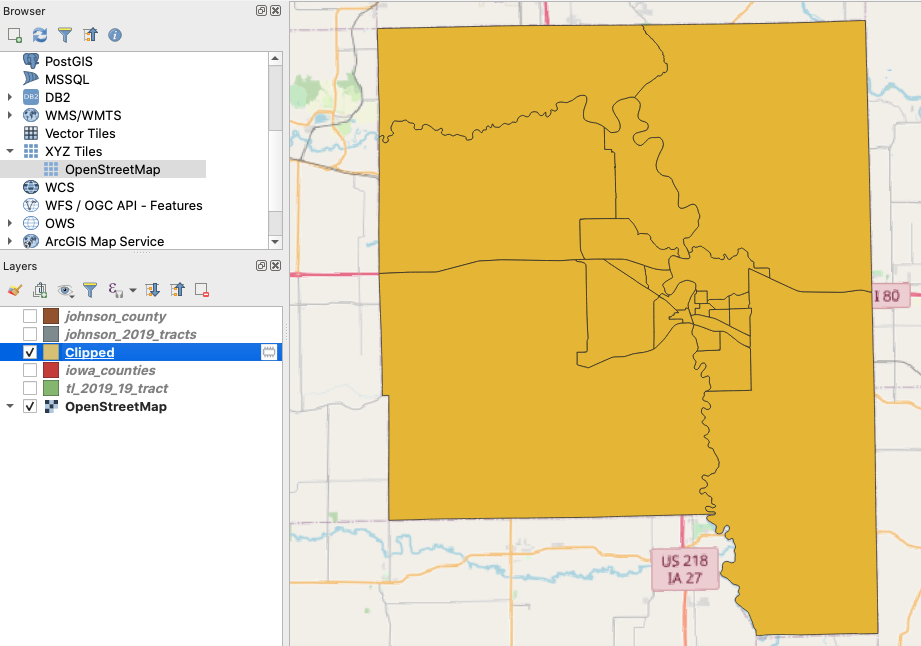 Browser
PostGIS
MSSQL
DB2
DB2
WMS/WMTS
Vector Tiles
XYZ Tiles
OpenStreetMap
WCS
WFS / OGC API - Features
OWS
ArcGIS Map Service
Layers
johnson_county
johnson_2019_tracts
Clipped
iowa_counties
tl_2019_19_tract
OpenStreetMap
I 80
US 218
IA 27